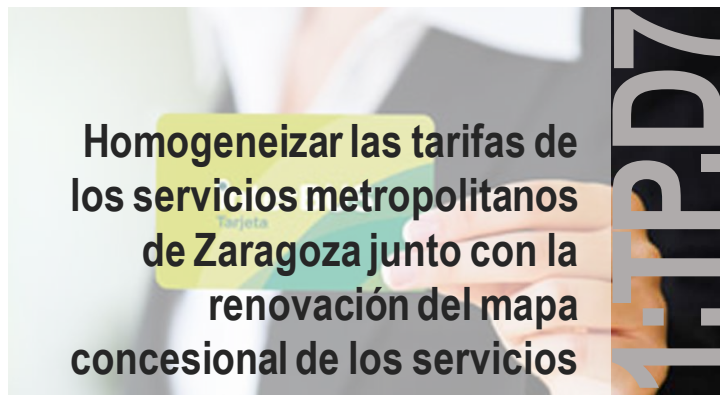 Homogeneizar las tarifas de
los servicios metropolitanos
de Zaragoza junto con la
renovación del mapa
concesional de los servicios
Tarjeta
1.TP.D7